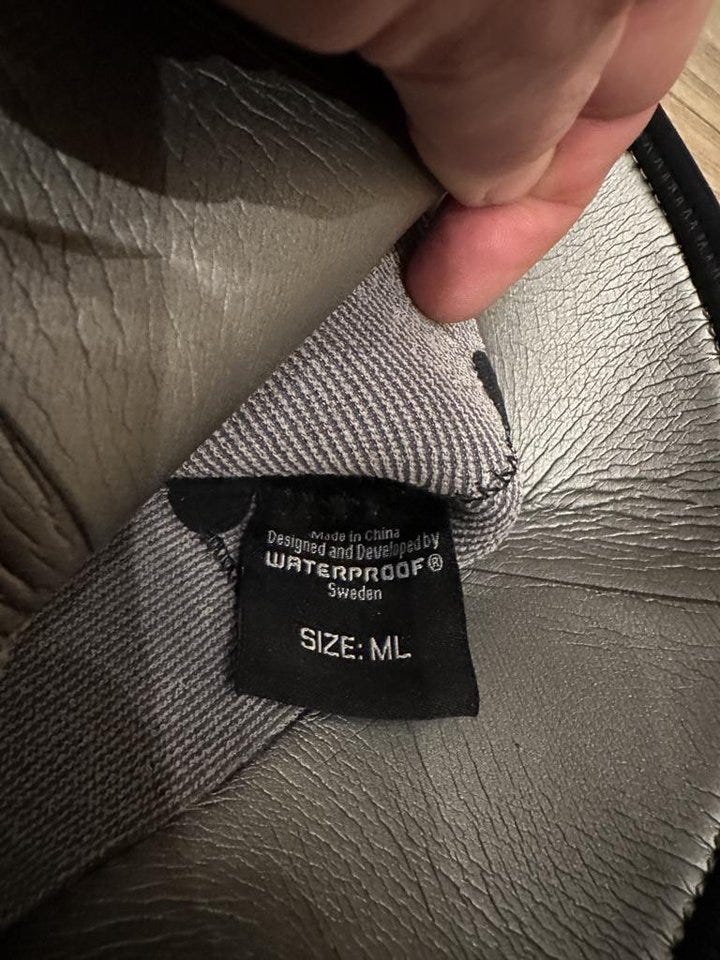 Made in China
Designed and Developed by
WATERPROOF®
Sweden
SIZE: ML